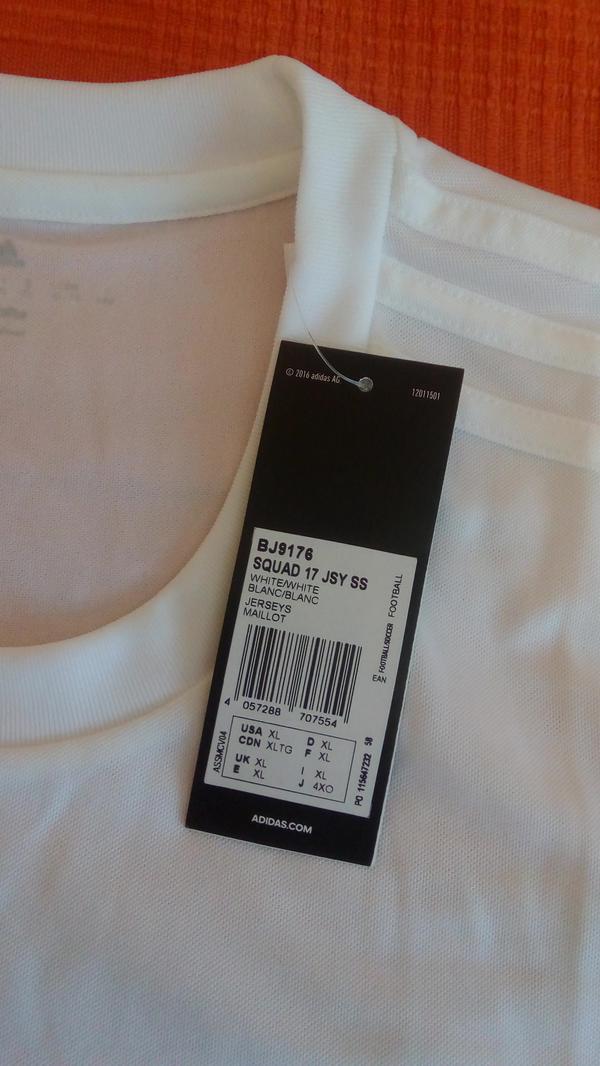 © 2016 adidas AG
12011501
BJ9176
SQUAD 17 JSY SS
WHITE/WHITE
BLANC/BLANC
JERSEYS
MAILLOT
FOOTBALL/SOCCER FOOTBALL
EAN
4 057288 707554
USA XL D XL
CDN XLTG F XL
UK XL I XL
E XL J 4XO
ASSMCV04
PO 115647232 58
ADIDAS.COM